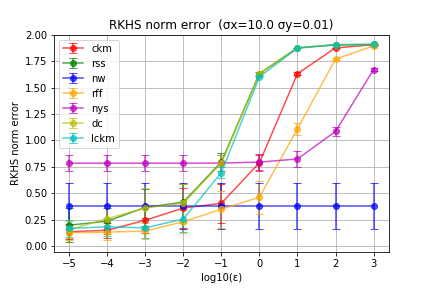 RKHS norm error (σx=10.0 σy=0.01)
RKHS norm error
2.00
1.75
1.50
1.25
1.00
0.75
0.50
0.25
0.00
ckm
rss
nw
rff
nys
dc
lckm
−5 −4 −3 −2 −1 0 1 2 3
log10(ε)